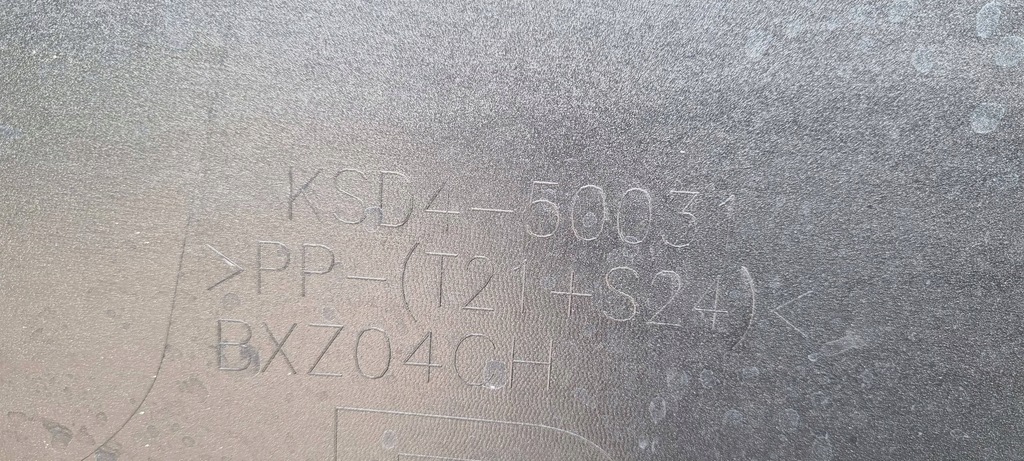 KSD4-50031
>PP-(T21+S24)<
BXZ04CH